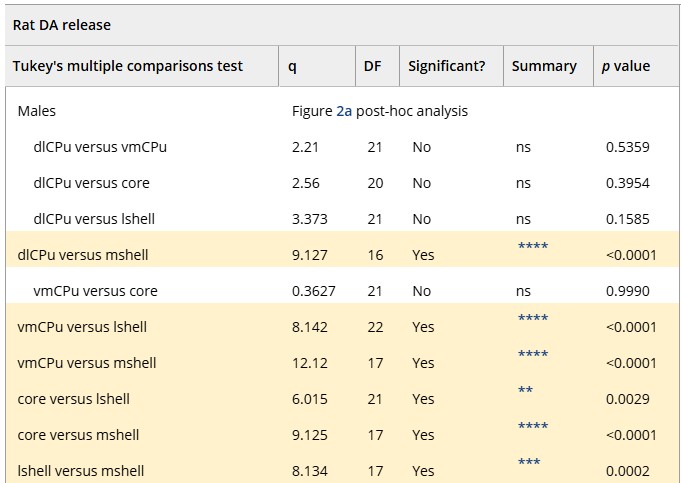 Rat DA release
Tukey's multiple comparisons test q DF Significant? Summary p value
Males Figure 2a post-hoc analysis
dlCPu versus vmCPu 2.21 21 No ns 0.5359
dlCPu versus core 2.56 20 No ns 0.3954
dlCPu versus lshell 3.373 21 No ns 0.1585
dlCPu versus mshell 9.127 16 Yes **** <0.0001
vmCPu versus core 0.3627 21 No ns 0.9990
vmCPu versus lshell 8.142 22 Yes **** <0.0001
vmCPu versus mshell 12.12 17 Yes **** <0.0001
core versus lshell 6.015 21 Yes ** 0.0029
core versus mshell 9.125 17 Yes **** <0.0001
lshell versus mshell 8.134 17 Yes *** 0.0002